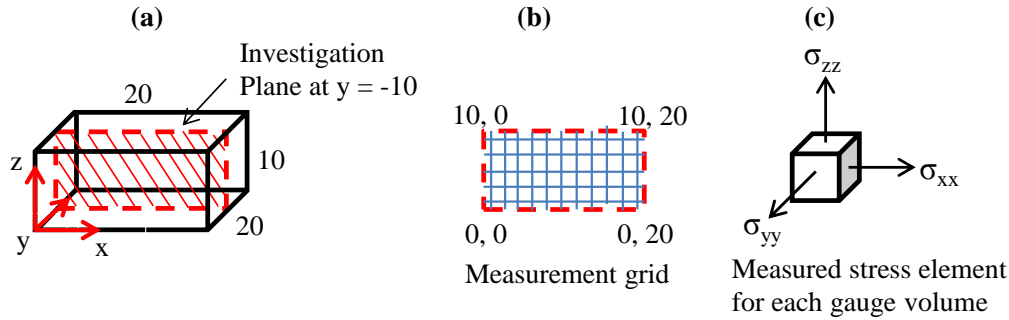 (a)
Investigation
Plane at y = -10
20
z
10
20
y
x
(b)
10, 0
10, 20
0, 0
0, 20
Measurement grid
(c)
σzz
σxx
σyy
Measured stress element
for each gauge volume